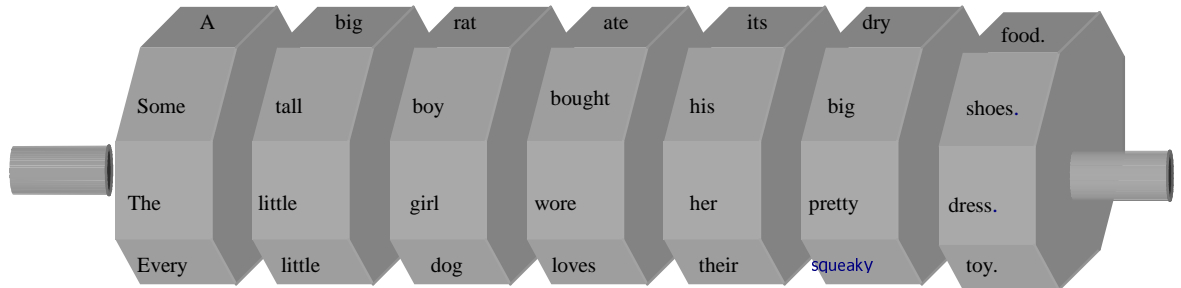 A big rat ate its dry food.
Some tall boy bought his big shoes.
The little girl wore her pretty dress.
Every little dog loves their squeaky toy.